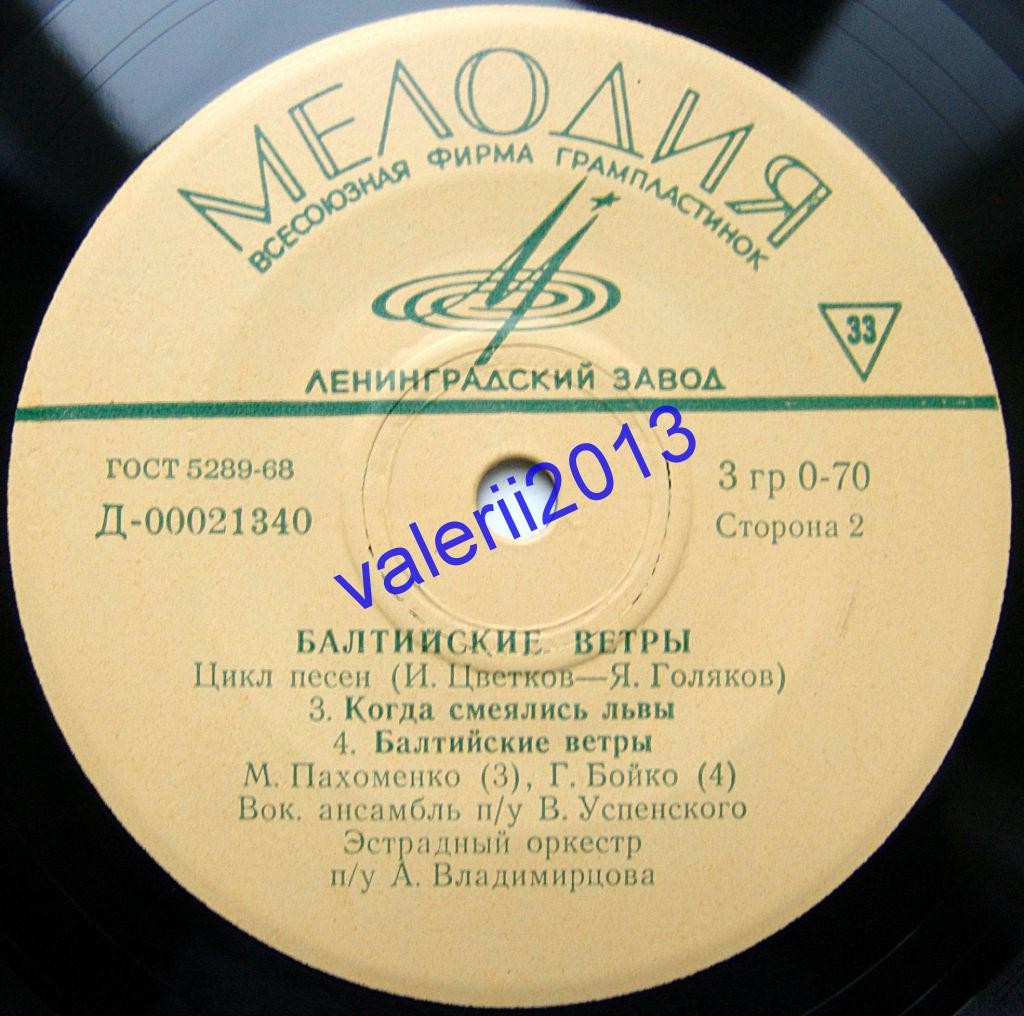 МЕЛОДИЯ
ВСЕСОЮЗНАЯ ФИРМА ГРАМПЛАСТИНОК
33
ЛЕНИНГРАДСКИЙ ЗАВОД
ГОСТ 5289-68
Д-00021340
3 гр 0-70
Сторона 2
valerii2013
БАЛТИЙСКИЕ ВЕТРЫ
Цикл песен (И. Цветков—Я. Голяков)
3. Когда смеялись львы
4. Балтийские ветры
М. Пахоменко (3), Г. Бойко (4)
Вок. ансамбль п/у В. Успенского
Эстрадный оркестр
п/у А. Владимирцова